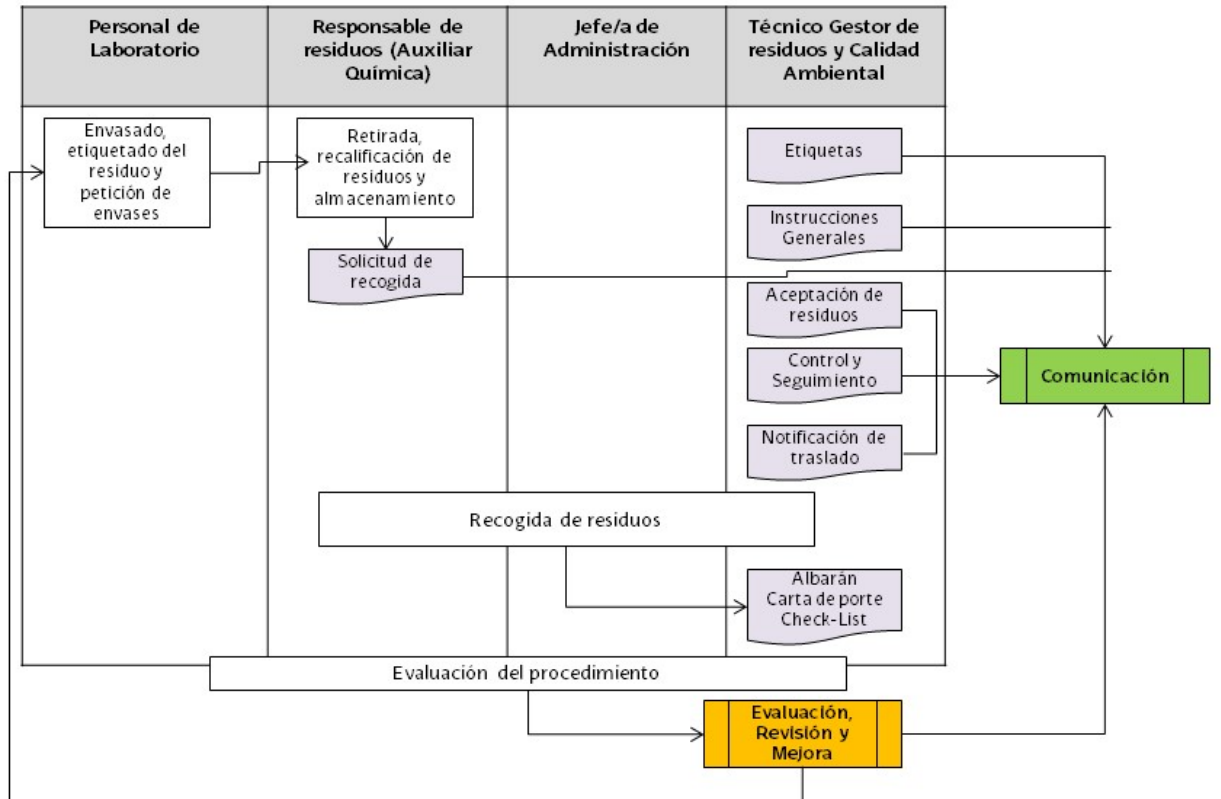 Personal de
Laboratorio
Responsable de
residuos (Auxiliar
Química)
Jefe/a de
Administración
Técnico Gestor de
residuos y Calidad
Ambiental
Envasado,
etiquetado del
residuo y
petición de
envases
Retirada,
recalificación de
residuos y
almacenamiento
Etiquetas
Instrucciones
Generales
Solicitud de
recogida
Aceptación de
residuos
Control y
Seguimiento
Comunicación
Notificación de
traslado
Recogida de residuos
Albarán
Carta de porte
Check-List
Evaluación del procedimiento
Evaluación,
Revisión y
Mejora